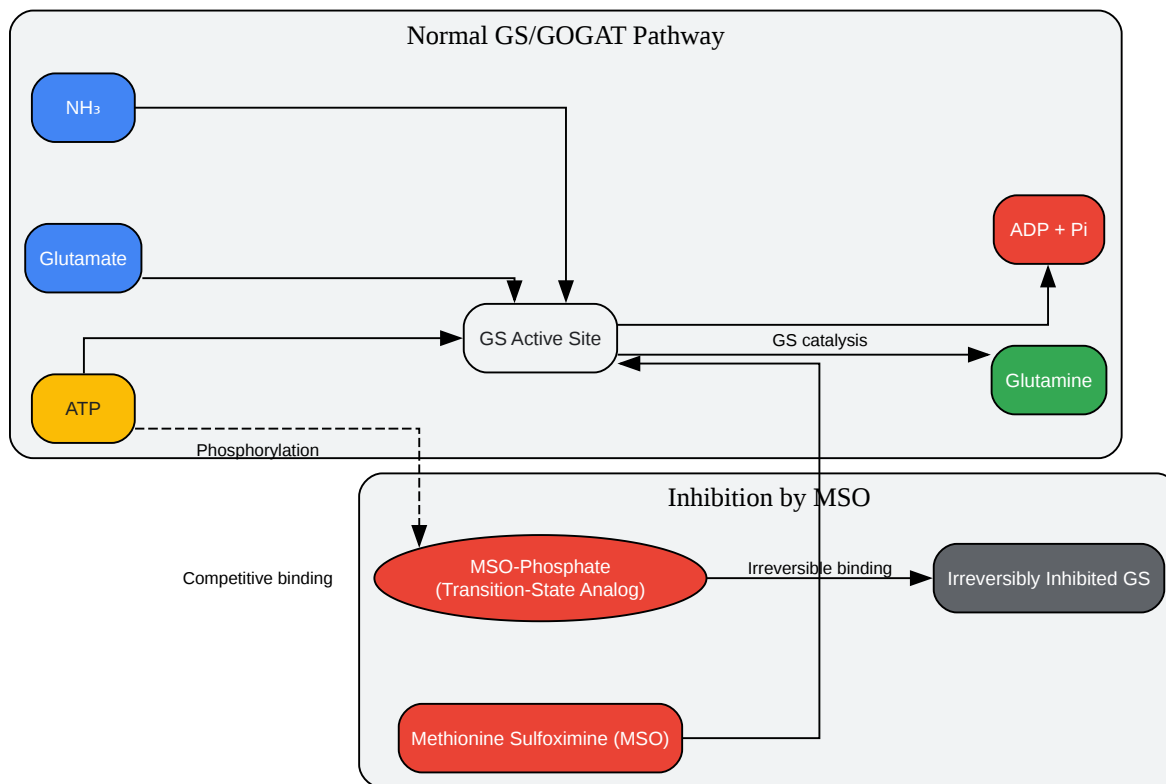 Normal GS/GOGAT Pathway
NH₃
Glutamate
ATP
GS Active Site
ADP + Pi
GS catalysis
Glutamine
Phosphorylation
Inhibition by MSO
Competitive binding
MSO-Phosphate
(Transition-State Analog)
Irreversible binding
Irreversibly Inhibited GS
Methionine Sulfoximine (MSO)